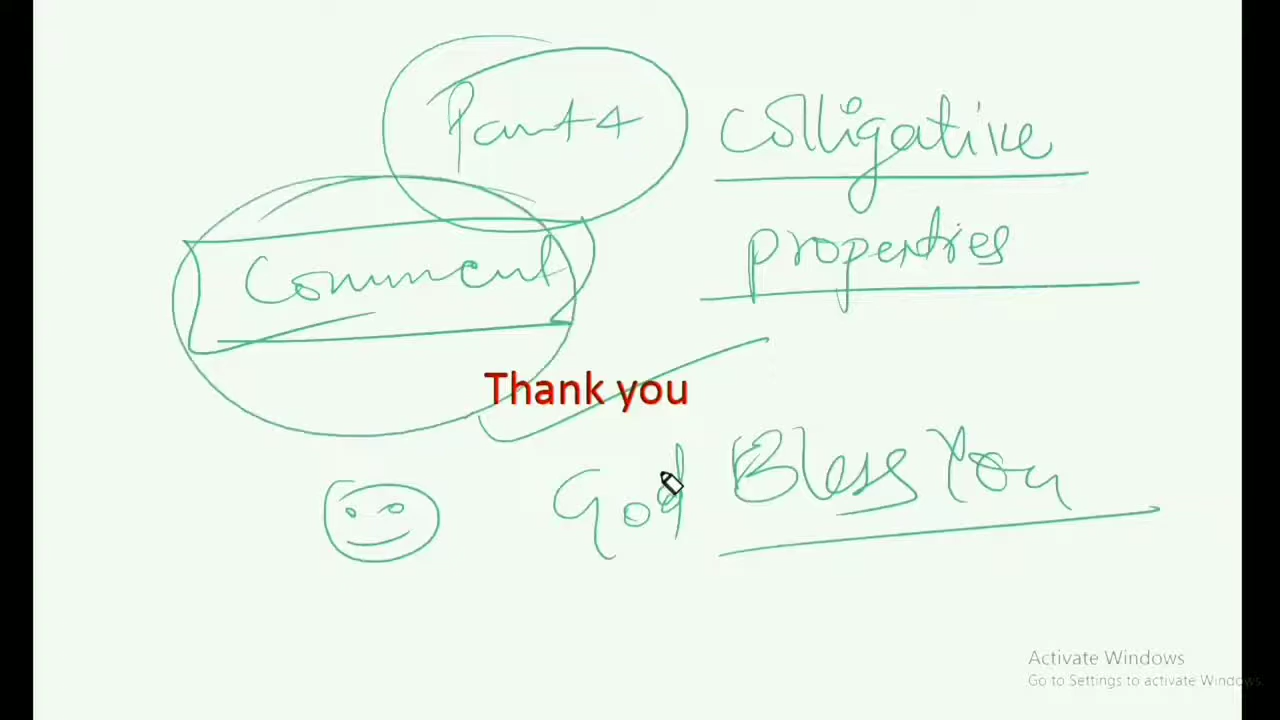 Part 4
colligative
properties
Comment
Thank you
God Bless You
Activate Windows
Go to Settings to activate Windows.